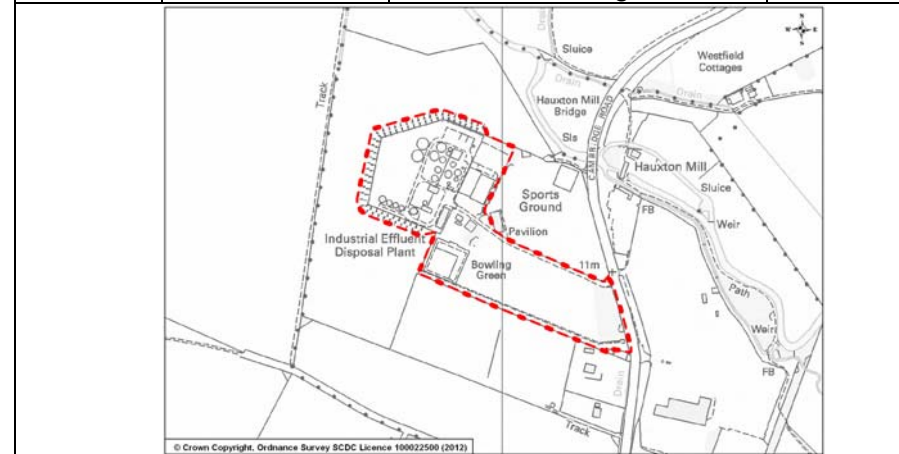 N
W
E
S
Sluice
Westfield
Cottages
Drain
Drain
Track
Hauxton Mill
Bridge
CAMBRIDGE ROAD
Sls
Hauxton Mill
Sports
Ground
Sluice
FB
Weir
Pavilion
Industrial Effluent
Disposal Plant
Bowling
Green
11m
Path
Weir
Drain
FB
Track
© Crown Copyright, Ordnance Survey SCDC Licence 100022500 (2012)